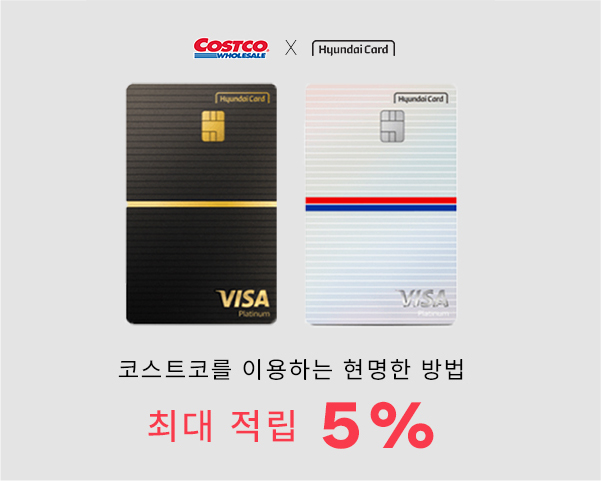 COSTCO WHOLESALE X Hyundai Card
Hyundai Card Hyundai Card
VISA VISA
Platinum Platinum
코스트코를 이용하는 현명한 방법
최대 적립 5%